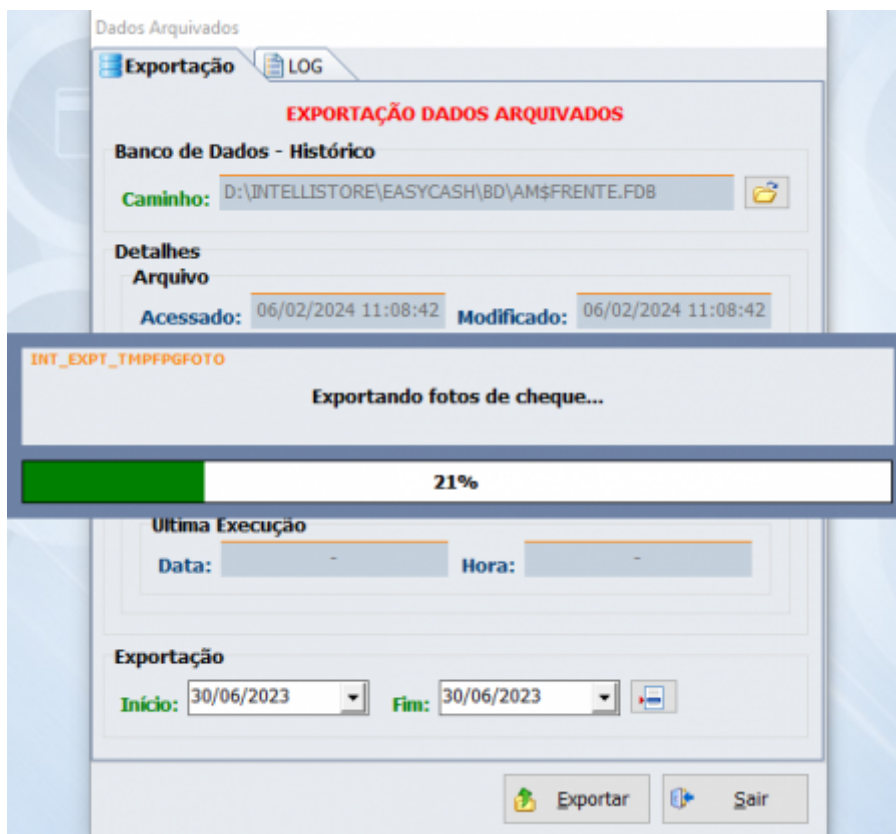 Dados Arquivados
Exportação LOG
EXPORTAÇÃO DADOS ARQUIVADOS
Banco de Dados - Histórico
Caminho: D:\INTELLISTORE\EASYCASH\BD\AM$FRENTE.FDB
Detalhes
Arquivo
Acessado: 06/02/2024 11:08:42 Modificado: 06/02/2024 11:08:42
INT_EXPT_TMPFPGFOTO
Exportando fotos de cheque...
21%
Última Execução
Data: - Hora: -
Exportação
Início: 30/06/2023 Fim: 30/06/2023
Exportar Sair